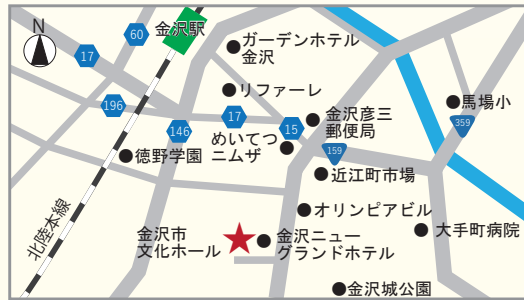 N
金沢駅
60
17
ガーデンホテル
金沢
リファーレ
196
146
17
15
金沢彦三
郵便局
馬場小
359
めいてつ
ニムザ
159
徳野学園
近江町市場
オリンピアビル
大手町病院
北陸本線
金沢市
文化ホール
金沢ニュー
グランドホテル
金沢城公園